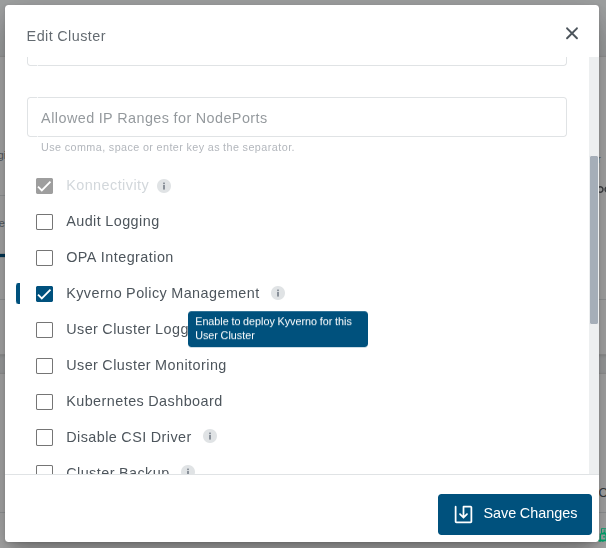 Edit Cluster
Allowed IP Ranges for NodePorts
Use comma, space or enter key as the separator.
Konnectivity
Audit Logging
OPA Integration
Kyverno Policy Management
Enable to deploy Kyverno for this
User Cluster
User Cluster Logg
User Cluster Monitoring
Kubernetes Dashboard
Disable CSI Driver
Cluster Backup
Save Changes